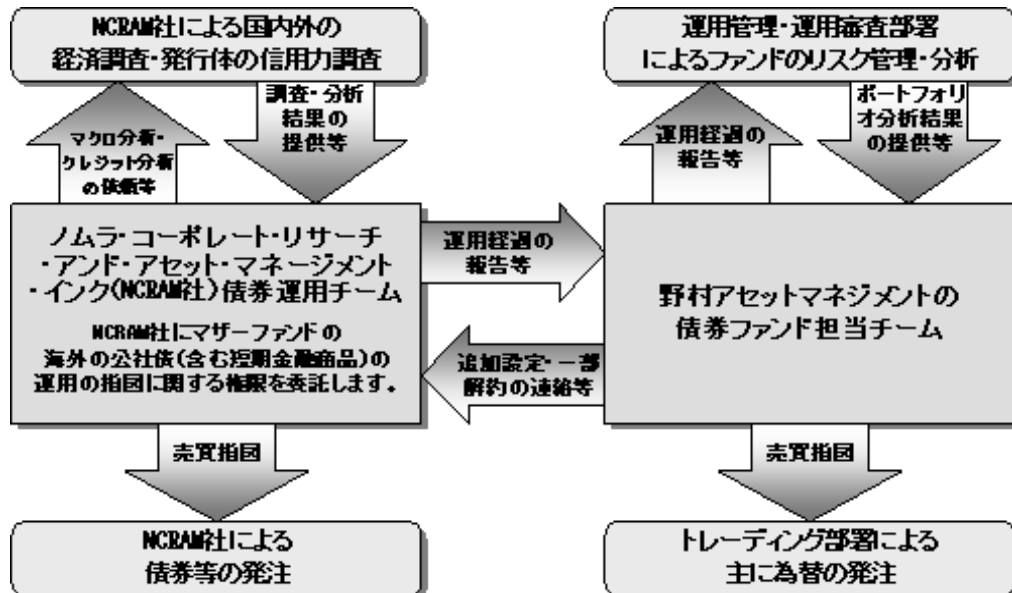 NCRAM社による国内外の
経済調査・発行体の信用力調査
運用管理・運用審査部署
によるファンドのリスク管理・分析
マクロ分析・
クレジット分析
の依頼等
調査・分析
結果の
提供等
運用経過の
報告等
ポートフォリ
オ分析結果
の提供等
ノムラ・コーポレート・リサーチ
・アンド・アセット・マネージメント
・インク(NCRAM社)債券運用チーム
NCRAM社にマザーファンドの
海外の公社債(含む短期金融商品)の
運用の指図に関する権限を委託します。
運用経過の
報告等
追加設定・一部
解約の連絡等
野村アセットマネジメントの
債券ファンド担当チーム
売買指図
売買指図
NCRAM社による
債券等の発注
トレーディング部署による
主に為替の発注